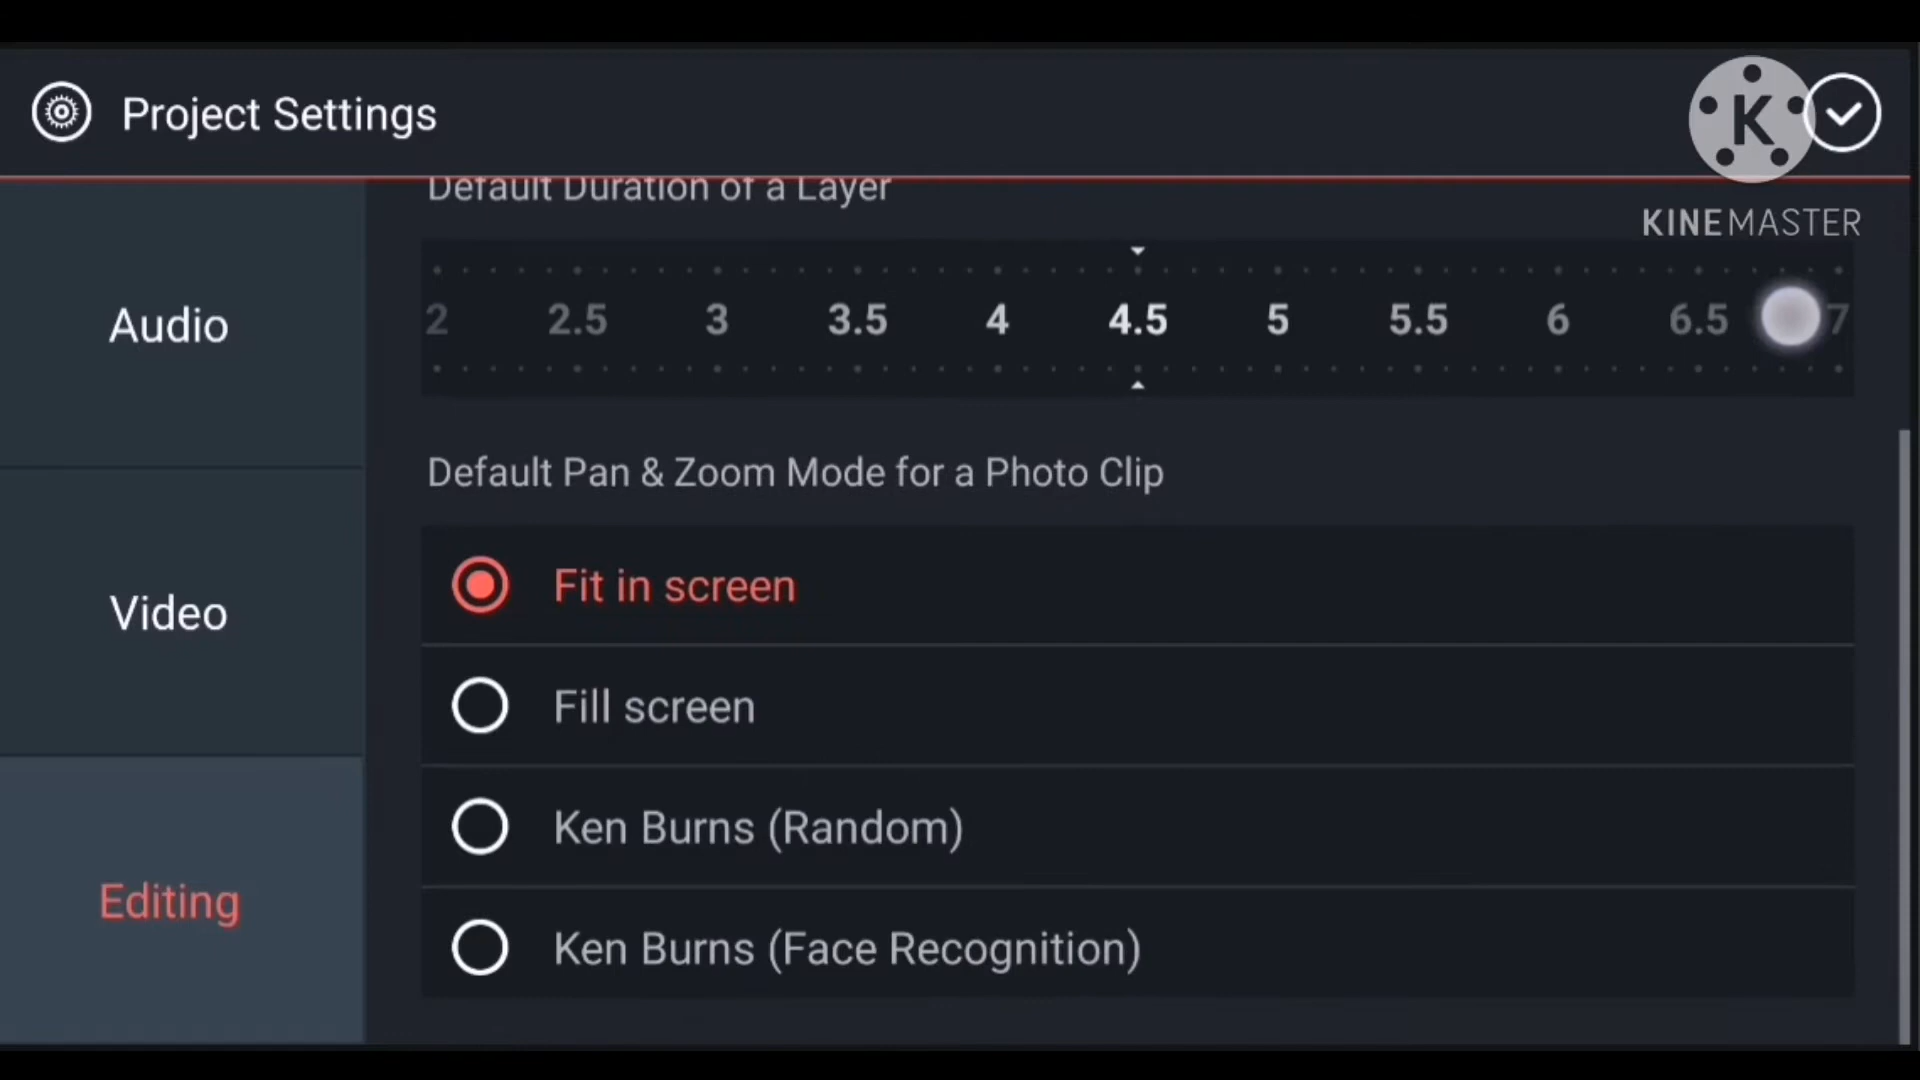 Project Settings
K
KINEMASTER
Default Duration of a Layer
2 2.5 3 3.5 4 4.5 5 5.5 6 6.5 7
Audio
Default Pan & Zoom Mode for a Photo Clip
Fit in screen
Video
Fill screen
Ken Burns (Random)
Editing
Ken Burns (Face Recognition)